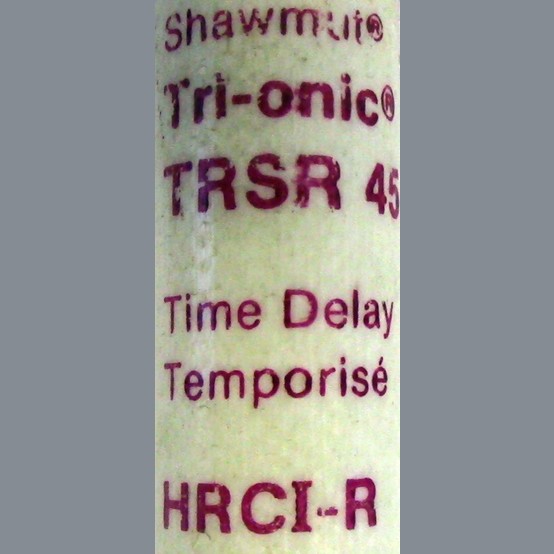 Shawmut®
Tri-onic®
TRSR 45
Time Delay
Temporisé
HRCI-R